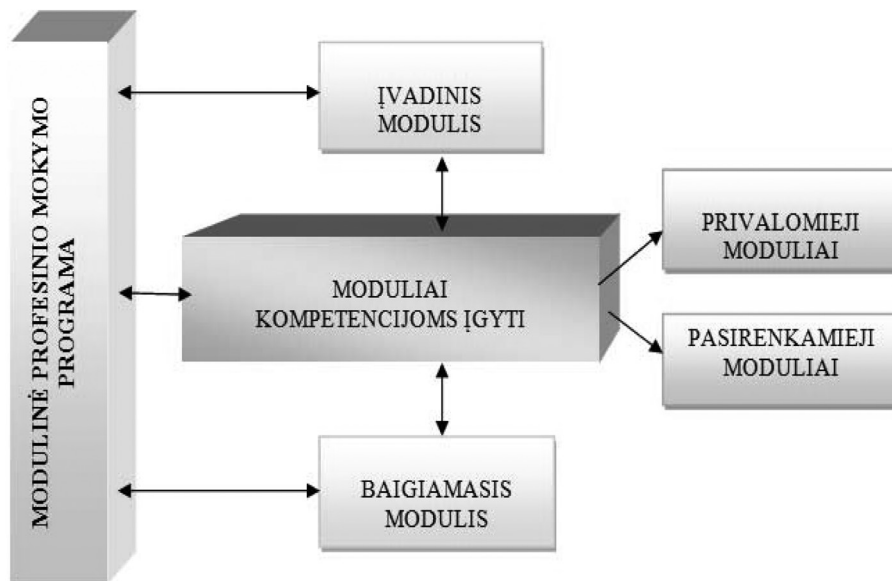 MODULINĖ PROFESINIO MOKYMO
PROGRAMA
ĮVADINIS
MODULIS
MODULIAI
KOMPETENCIJOMS ĮGYTI
PRIVALOMIEJI
MODULIAI
PASIRENKAMIEJI
MODULIAI
BAIGIAMASIS
MODULIS